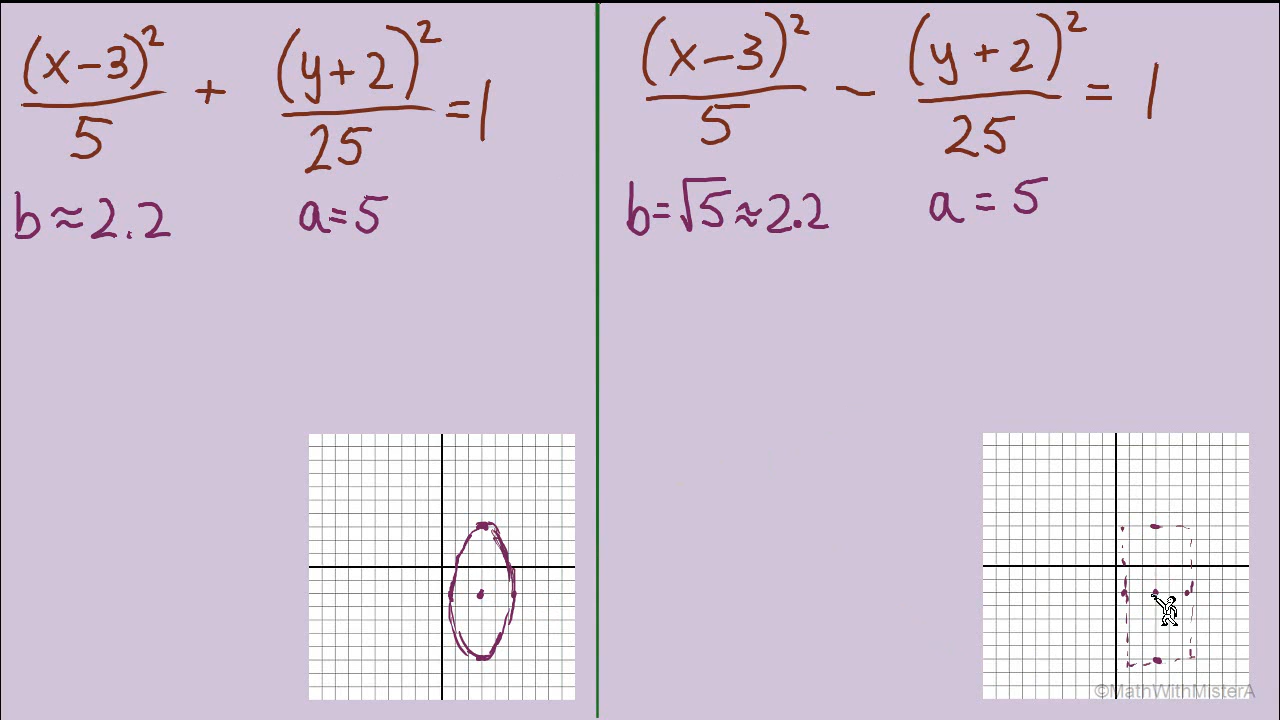 (x-3)²/5 + (y+2)²/25 = 1
b ≈ 2.2 a = 5
(x-3)²/5 - (y+2)²/25 = 1
b = √5 ≈ 2.2 a = 5
©MathWithMisterA